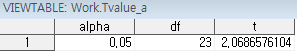 VIEWTABLE: Work.Tvalue_a
alpha df t
1 0,05 23 2,0686576104